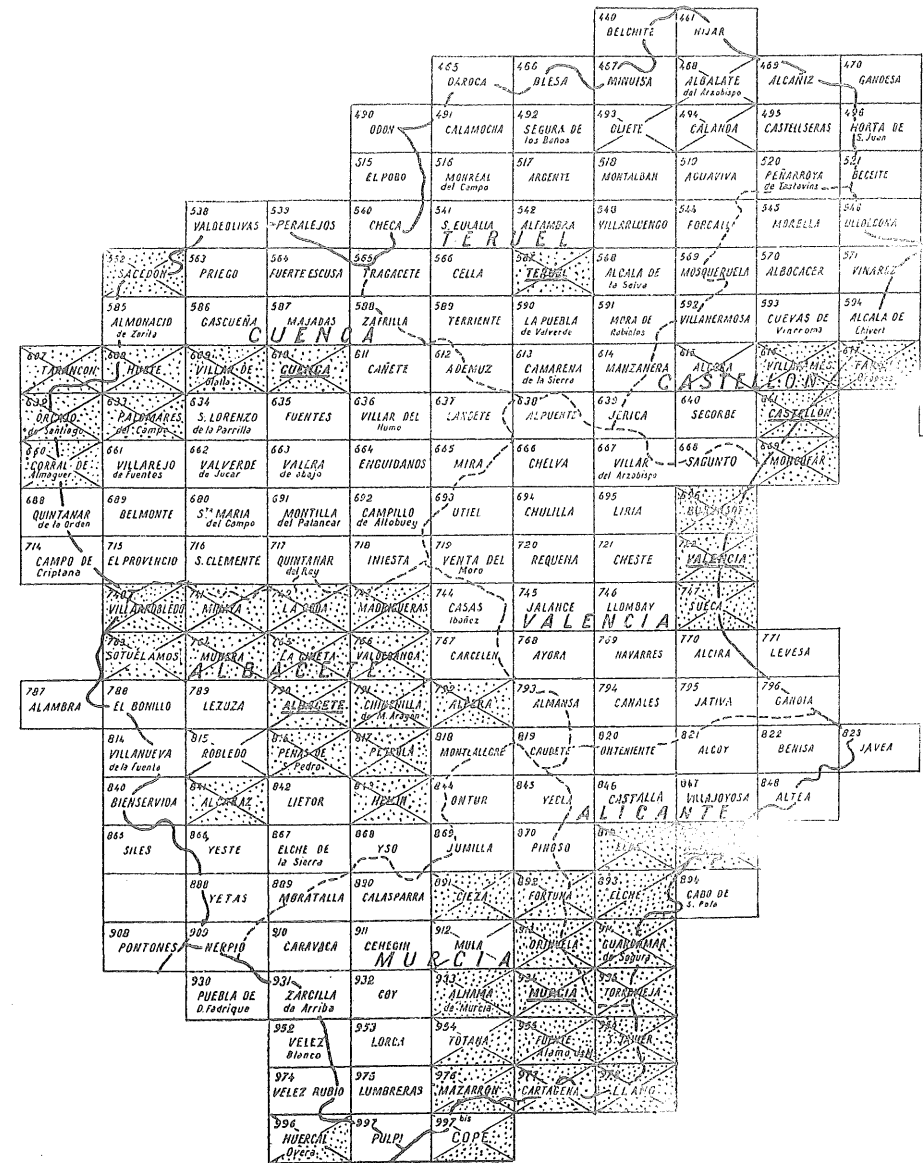 440 461
BELCHITE HIJAR
465 466 467 468 469 470
DAROCA BLESA MINUESA ALBALATE ALCAÑIZ GANDESA
del Arzobispo
490 491 492 493 494 495 496
ODON CALAMOCHA SEGURA DE OLIETE CALANDA CASTELLSERAS HORTA DE
los Baños S. Juan
515 516 517 518 519 520 521
EL POBO MONREAL ARGENTE MONTALBAN AGUAVIVA PEÑARROYA BECEITE
del Campo de Tastavins
538 539 540 541 542 543 544 545 546
VALDEOLIVAS PERALEJOS CHECA S. EULALIA ALFAMBRA VILLARLUENGO FORCALL MORELLA ULLDECONA
TERUEL
562 563 564 565 566 567 568 569 570 571
SACEDON PRIEGO FUERTESCUSA TRAGACETE CELLA TERUEL ALCALA DE MOSQUERUELA ALBOCACER VINAROZ
la Selva
585 586 587 588 589 590 591 592 593 594
ALMONACID GASCUEÑA MAJADAS ZAFRILLA TERRIENTE LA PUEBLA MORA DE VILLAHERMOSA CUEVAS DE ALCALA DE
de Zorita de Valverde Rubielos Vinroma Chivert
CUENCA
607 608 609 610 611 612 613 614 615 616 617
TARANCON HUETE VILLAR DE CUENCA CAÑETE ADEMUZ CAMARENA MANZANERA ALCORA VILLAFAMES FARO
Olalla de la Sierra
CASTELLON
632 633 634 635 636 637 638 639 640 641
de Santiago PALOMARES S. LORENZO FUENTES VILLAR DEL LANDETE ALPUENTE JERICA SEGORBE CASTELLON
del Campo de la Parrilla Humo
660 661 662 663 664 665 666 667 668 669
CORRAL DE VILLAREJO VALVERDE VALERA ENGUIDANOS MIRA CHELVA VILLAR SAGUNTO MONCOFAR
Almaguer de Fuentes de Jucar de abajo del Arzobispo
688 689 680 691 692 693 694 695 696
QUINTANAR BELMONTE Sta MARIA MONTILLA CAMPILLO UTIEL CHULILLA LIRIA BURJASOT
de la Orden del Campo del Palancar de Altobuey
714 715 716 717 718 719 720 721
CAMPO DE EL PROVENCIO S. CLEMENTE QUINTANAR INIESTA VENTA DEL REQUENA CHESTE VALENCIA
Criptana del Rey Moro
740 741 742 743 744 745 746 747
VILLARROBLEDO MINAYA LA RODA MADRIGUERAS CASAS JALANCE LLOMBAY SUECA
Ibañez VALENCIA
763 764 765 766 767 768 769 770 771
SOTUÉLAMOS MUNERA LA GINETA VALDEGANGA CARCELEN AYORA NAVARRES ALCIRA LEVESA
ALBACETE
787 788 789 790 791 792 793 794 795 796
ALAMBRA EL BONILLO LEZUZA ALBACETE CHINCHILLA ALPERA ALMANSA CANALES JATIVA GANDIA
de M. Aragon
814 815 816 817 818 819 820 821 822 823
VILLANUEVA ROBLEDO PEÑAS DE PETROLA MONTEALEGRE CAUDETE ONTENIENTE ALCOY BENISA JAVEA
de la Fuente S. Pedro
840 841 842 843 844 845 846 847 848
BIENSERVIDA ALCARAZ LIETOR HELLIN ONTUR YECLA CASTALLA VILLAJOYOSA ALTEA
ALICANTE
865 866 867 868 869 870
SILES YESTE ELCHE DE YSO JUMILLA PINOSO
la Sierra
888 889 890 891 892 893 894
YETAS MORATALLA CALASPARRA CIEZA FORTUNA ELCHE CABO DE
S. Pola
908 909 910 911 912 913 914
PONTONES NERPIO CARAVACA CEHEGIN MULA ORIHUELA GUARDAMAR
de Segura
MURCIA
930 931 932 933 934 935
PUEBLA DE ZARCILLA COY ALHAMA MURCIA TORREVIEJA
D. Fadrique de Arriba de Murcia
952 953 954 955 956
VELEZ LORCA TOTANA FUENTE S. JAVIER
Blanco Alamo
974 975 976 977 978
VELEZ RUBIO LUMBRERAS MAZARRON CARTAGENA LLANO
996 997 997 bis
HUERCAL PULPI COPE
Overa